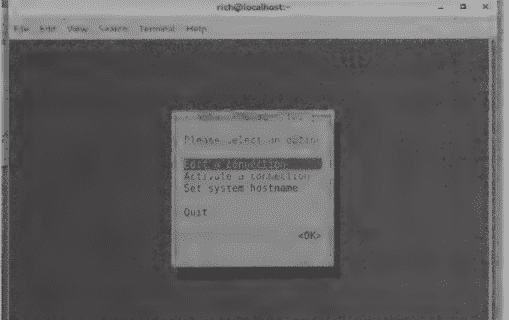 rich@localhost:~
File Edit View Search Terminal Help
Please select an option
Edit a connection
Activate a connection
Set system hostname
Quit
<OK>